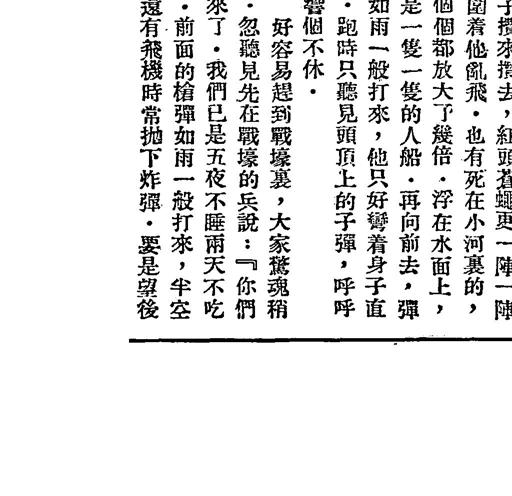 子攢來攢去，紅頭蒼蠅更一陣一陣
圍着他亂飛．也有死在小河裏的，
個個都放大了幾倍．浮在水面上，
是一隻一隻的人船．再向前去，彈
如雨一般打來，他只好彎着身子直
．跑時只聽見頭頂上的子彈，呼呼
響個不休．
好容易趕到戰壕裏，大家驚魂稍
．忽聽見先在戰壕的兵說：『你們
來了．我們已是五夜不睡兩天不吃
．前面的槍彈如雨一般打來，半空
還有飛機時常拋下炸彈．要是望後